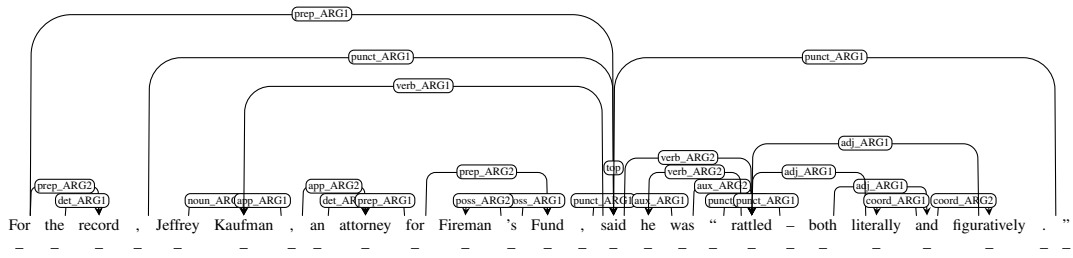 prep_ARG1
punct_ARG1 punct_ARG1
verb_ARG1
adj_ARG1
verb_ARG2
top
prep_ARG2 verb_ARG2 adj_ARG1
prep_ARG2 app_ARG2 aux_ARG2 adj_ARG1
det_ARG1 app_ARG1 prep_ARG1 poss_ARG2 punct_ARG1 aux_ARG1 punct_ARG1 coord_ARG1 coord_ARG2
For the record , Jeffrey Kaufman , an attorney for Fireman 's Fund , said he was “ rattled – both literally and figuratively . ”
_ _ _ _ _ _ _ _ _ _ _ _ _ _ _ _ _ _ _ _ _ _ _ _ _ _